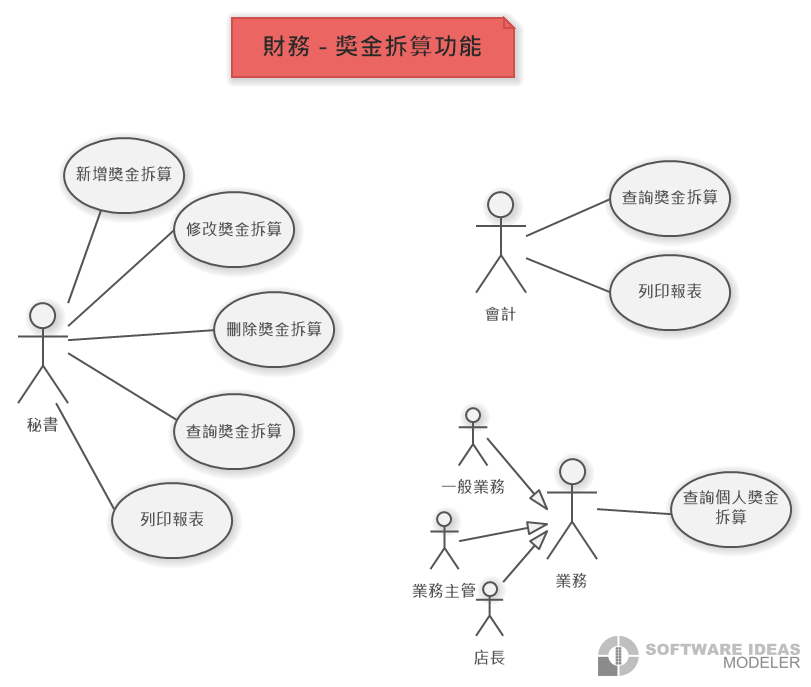 財務 - 獎金拆算功能
新增獎金拆算
修改獎金拆算
刪除獎金拆算
查詢獎金拆算
列印報表
秘書
查詢獎金拆算
列印報表
會計
一般業務
業務主管
店長
業務
查詢個人獎金
拆算
SOFTWARE IDEAS
MODELER